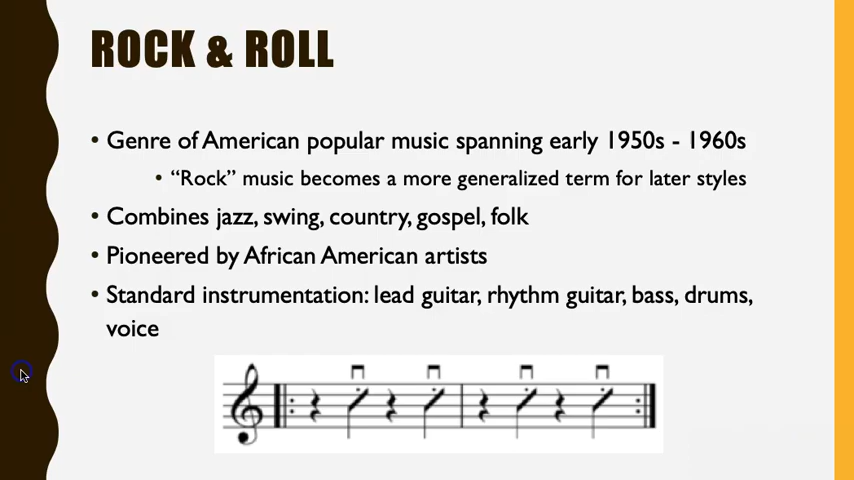 ROCK & ROLL
• Genre of American popular music spanning early 1950s - 1960s
• “Rock” music becomes a more generalized term for later styles
• Combines jazz, swing, country, gospel, folk
• Pioneered by African American artists
• Standard instrumentation: lead guitar, rhythm guitar, bass, drums,
voice